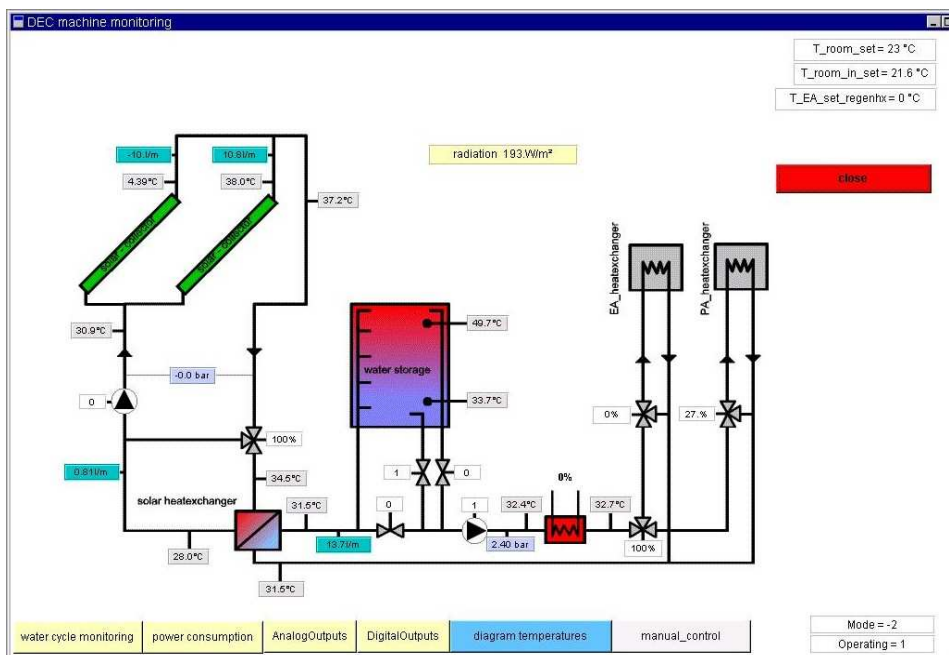 DEC machine monitoring
T_room_set = 23 °C
T_room_in_set = 21.6 °C
T_EA_set_regenhx = 0 °C
radiation 193.W/m²
close
-10.l/m
10.8l/m
4.39°C
38.0°C
37.2°C
solar - collector
solar - collector
EA_heatexchanger
PA_heatexchanger
30.9°C
49.7°C
water storage
-0.0 bar
33.7°C
0
0%
27.%
100%
1
0
0.81l/m
34.5°C
0%
solar heatexchanger
31.5°C
0
1
32.4°C
32.7°C
13.7l/m
2.40 bar
100%
28.0°C
31.5°C
water cycle monitoring
power consumption
AnalogOutputs
DigitalOutputs
diagram temperatures
manual_control
Mode = -2
Operating = 1